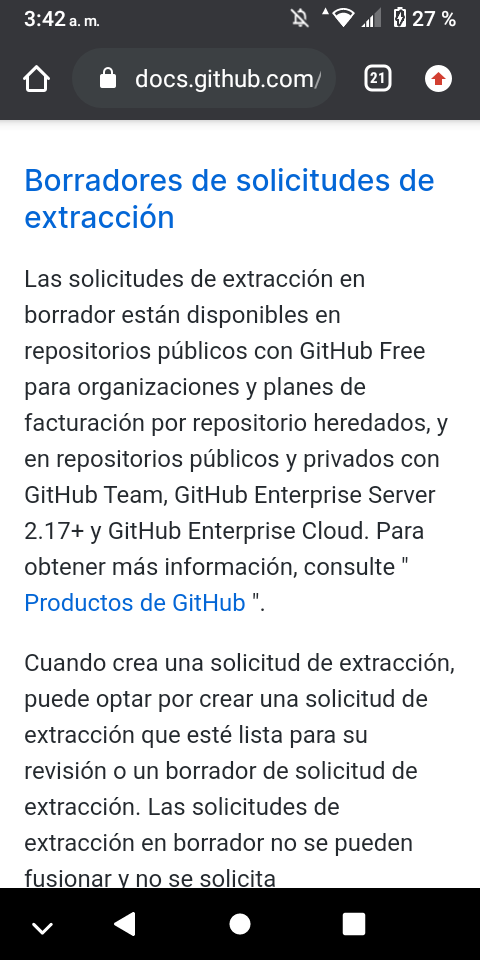 3:42 a. m.
27 %
docs.github.com/
21
Borradores de solicitudes de
extracción
Las solicitudes de extracción en
borrador están disponibles en
repositorios públicos con GitHub Free
para organizaciones y planes de
facturación por repositorio heredados, y
en repositorios públicos y privados con
GitHub Team, GitHub Enterprise Server
2.17+ y GitHub Enterprise Cloud. Para
obtener más información, consulte "
Productos de GitHub ".
Cuando crea una solicitud de extracción,
puede optar por crear una solicitud de
extracción que esté lista para su
revisión o un borrador de solicitud de
extracción. Las solicitudes de
extracción en borrador no se pueden
fusionar y no se solicita